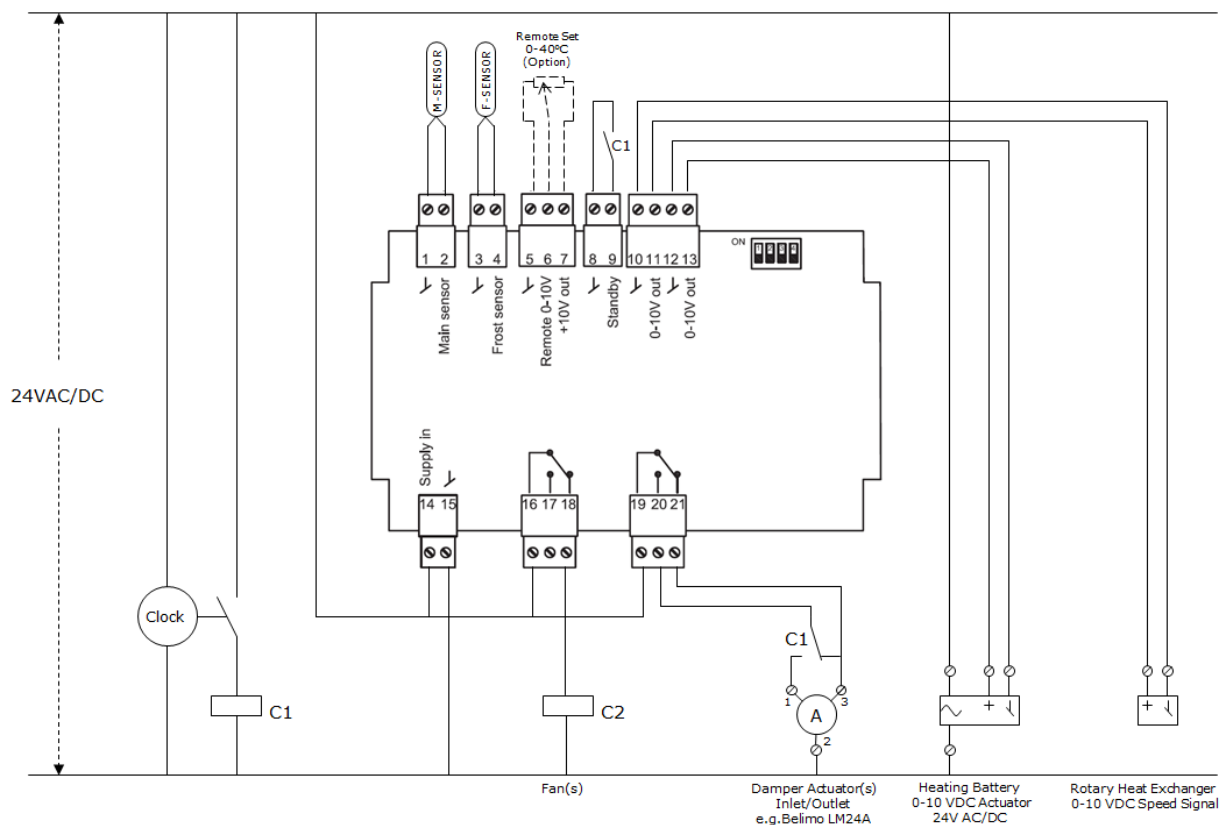 Remote Set
0-40ºC
(Option)
M-SENSOR
F-SENSOR
C1
ON
1 2 3 4
1 2
3 4
5 6 7
8 9
10 11 12 13
Main sensor
Frost sensor
Remote 0-10V
+10V out
Standby
0-10V out
0-10V out
24VAC/DC
Supply in
14 15
16 17 18
19 20 21
Clock
C1
C1
C2
1
A
3
2
+
+
Fan(s)
Damper Actuator(s)
Inlet/Outlet
e.g.Belimo LM24A
Heating Battery
0-10 VDC Actuator
24V AC/DC
Rotary Heat Exchanger
0-10 VDC Speed Signal